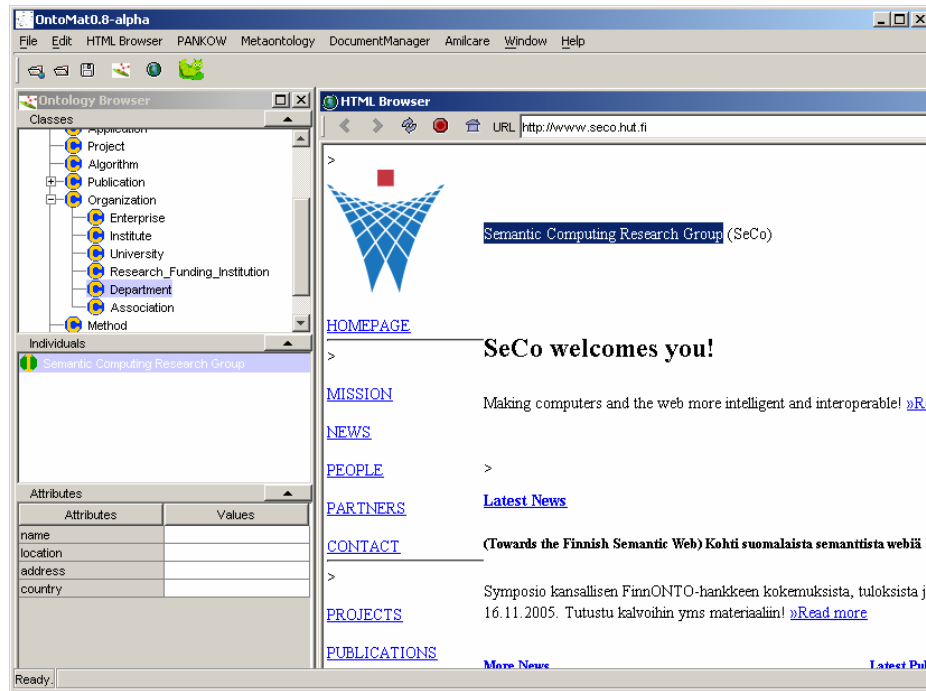 OntoMat0.8-alpha
File Edit HTML Browser PANKOW Metaontology DocumentManager Amilcare Window Help
Ontology Browser
Classes
Application
Project
Algorithm
Publication
Organization
Enterprise
Institute
University
Research_Funding_Institution
Department
Association
Method
Individuals
Semantic Computing Research Group
Attributes
Attributes Values
name
location
address
country
HTML Browser
URL http://www.seco.hut.fi
>
Semantic Computing Research Group (SeCo)
HOMEPAGE
>
MISSION
NEWS
PEOPLE
PARTNERS
CONTACT
>
PROJECTS
PUBLICATIONS
SeCo welcomes you!
Making computers and the web more intelligent and interoperable! »R
>
Latest News
(Towards the Finnish Semantic Web) Kohti suomalaista semanttista webiä
Symposio kansallisen FinnONTO-hankkeen kokemuksista, tuloksista j
16.11.2005. Tutustu kalvoihin yms materiaaliin! »Read more
More News Latest Pu
Ready.